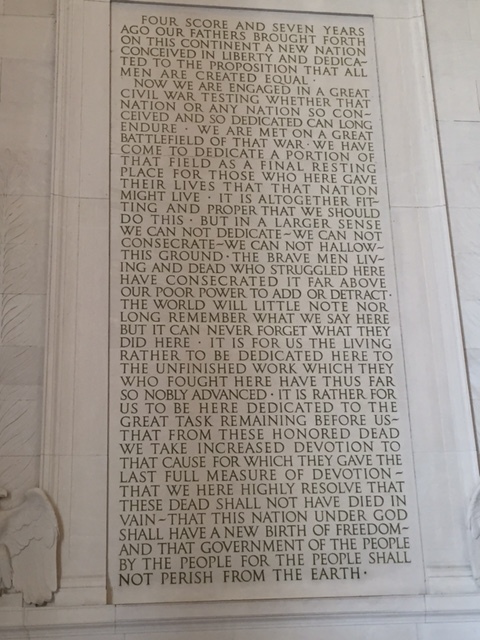 FOUR SCORE AND SEVEN YEARS
AGO OUR FATHERS BROUGHT FORTH
ON THIS CONTINENT A NEW NATION
CONCEIVED IN LIBERTY AND DEDICA-
TED TO THE PROPOSITION THAT ALL
MEN ARE CREATED EQUAL ·
NOW WE ARE ENGAGED IN A GREAT
CIVIL WAR TESTING WHETHER THAT
NATION OR ANY NATION SO CON-
CEIVED AND SO DEDICATED CAN LONG
ENDURE · WE ARE MET ON A GREAT
BATTLEFIELD OF THAT WAR · WE HAVE
COME TO DEDICATE A PORTION OF
THAT FIELD AS A FINAL RESTING
PLACE FOR THOSE WHO HERE GAVE
THEIR LIVES THAT THAT NATION
MIGHT LIVE · IT IS ALTOGETHER FIT-
TING AND PROPER THAT WE SHOULD
DO THIS · BUT IN A LARGER SENSE
WE CAN NOT DEDICATE~WE CAN NOT
CONSECRATE~WE CAN NOT HALLOW~
THIS GROUND · THE BRAVE MEN LIV-
ING AND DEAD WHO STRUGGLED HERE
HAVE CONSECRATED IT FAR ABOVE
OUR POOR POWER TO ADD OR DETRACT ·
THE WORLD WILL LITTLE NOTE NOR
LONG REMEMBER WHAT WE SAY HERE
BUT IT CAN NEVER FORGET WHAT THEY
DID HERE · IT IS FOR US THE LIVING
RATHER TO BE DEDICATED HERE TO
THE UNFINISHED WORK WHICH THEY
WHO FOUGHT HERE HAVE THUS FAR
SO NOBLY ADVANCED · IT IS RATHER FOR
US TO BE HERE DEDICATED TO THE
GREAT TASK REMAINING BEFORE US~
THAT FROM THESE HONORED DEAD
WE TAKE INCREASED DEVOTION TO
THAT CAUSE FOR WHICH THEY GAVE THE
LAST FULL MEASURE OF DEVOTION~
THAT WE HERE HIGHLY RESOLVE THAT
THESE DEAD SHALL NOT HAVE DIED IN
VAIN~THAT THIS NATION UNDER GOD
SHALL HAVE A NEW BIRTH OF FREEDOM~
AND THAT GOVERNMENT OF THE PEOPLE
BY THE PEOPLE FOR THE PEOPLE SHALL
NOT PERISH FROM THE EARTH ·